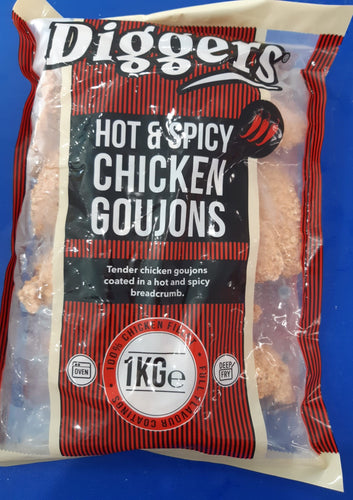 Diggers
HOT & SPICY
CHICKEN
GOUJONS
Tender chicken goujons
coated in a hot and spicy
breadcrumb.
100% CHICKEN
1KG℮
FULL FLAVOUR COATINGS
OVEN
DEEP
FRY